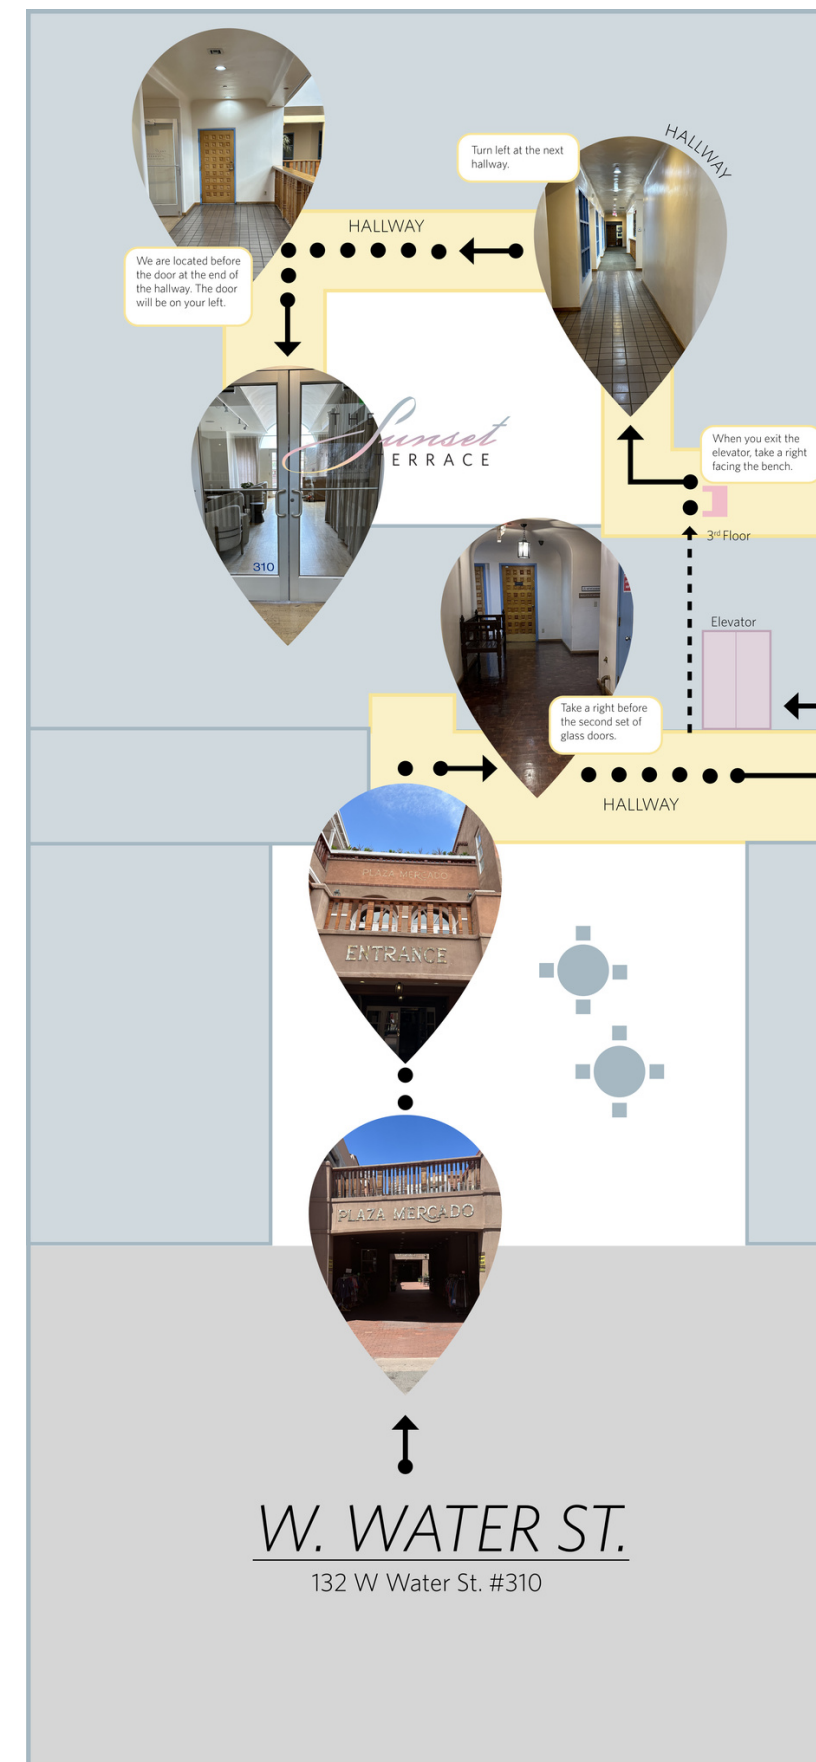 HALLWAY
Turn left at the next
hallway.
HALLWAY
We are located before
the door at the end of
the hallway. The door
will be on your left.
THE
Sunset
TERRACE
When you exit the
elevator, take a right
facing the bench.
3rd Floor
310
Elevator
Take a right before
the second set of
glass doors.
HALLWAY
PLAZA MERCADO
ENTRANCE
PLAZA MERCADO
W. WATER ST.
132 W Water St. #310